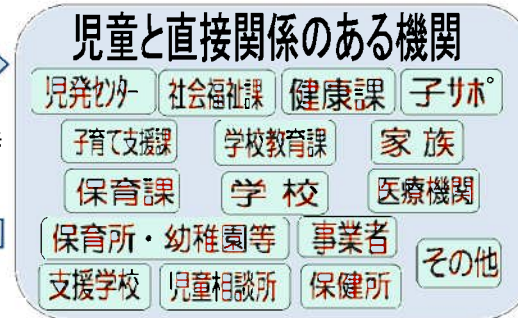 児童と直接関係のある機関
児発ｾﾝﾀｰ 社会福祉課 健康課 子ｻﾎﾟ
子育て支援課 学校教育課 家族
保育課 学校 医療機関
保育所・幼稚園等 事業者
その他
支援学校 児童相談所 保健所